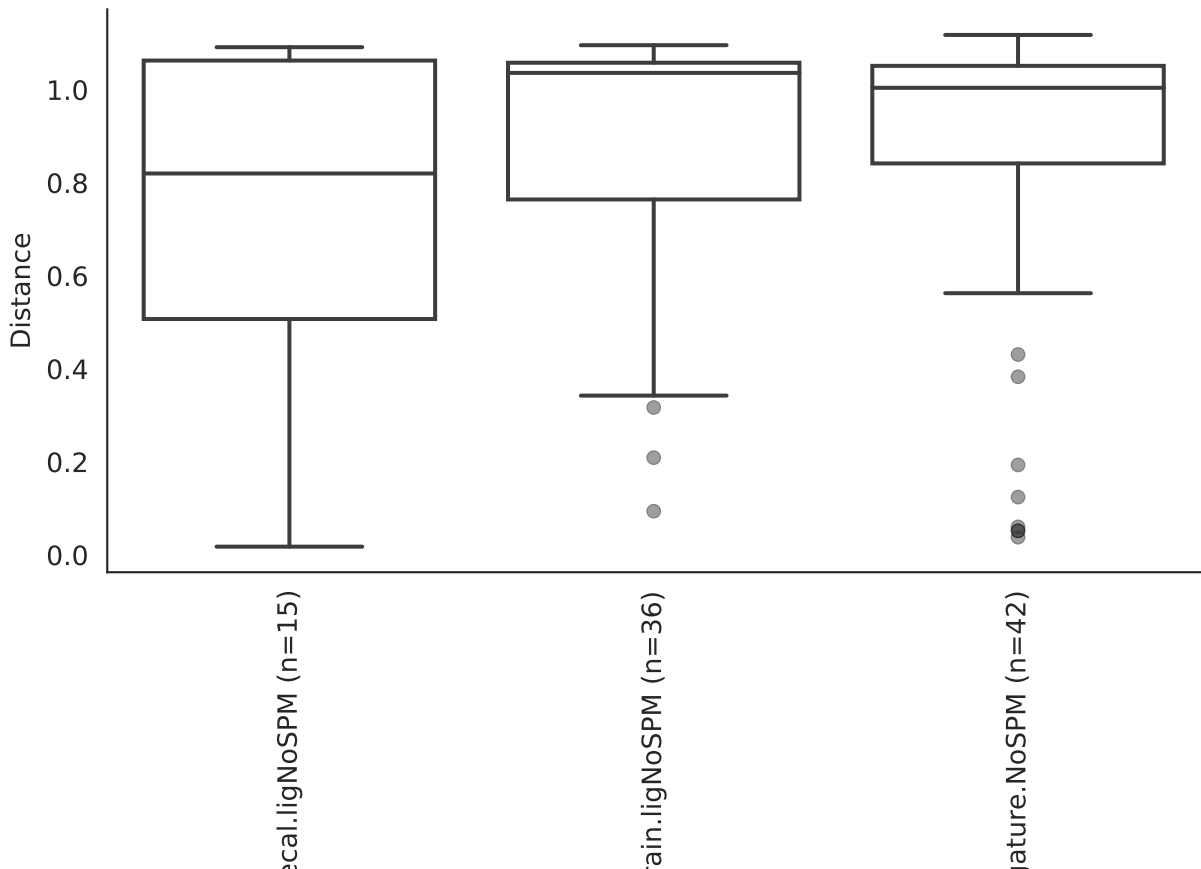 1.0
0.8
0.6
0.4
0.2
0.0
Distance
ecal.ligNoSPM (n=15)
rain.ligNoSPM (n=36)
gature.NoSPM (n=42)